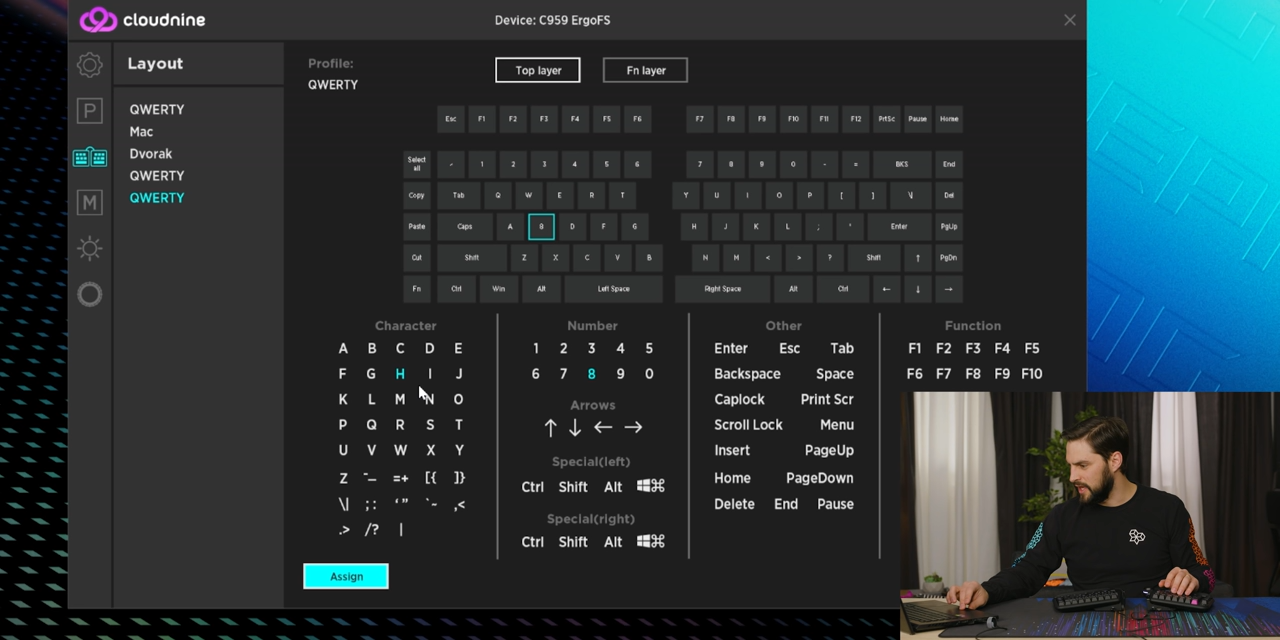 cloudnine
Device: C959 ErgoFS
Layout
QWERTY
Mac
Dvorak
QWERTY
QWERTY
Profile:
QWERTY
Top layer
Fn layer
Esc F1 F2 F3 F4 F5 F6 F7 F8 F9 F10 F11 F12 PrtSc Pause Home
Select all 1 2 3 4 5 6 7 8 9 0 - = BKS End
Copy Tab Q W E R T Y U I O P [ ] \| Del
Paste Caps A 8 D F G H J K L ; ' Enter PgUp
Cut Shift Z X C V B N M < > ? Shift ↑ PgDn
Fn Ctrl Win Alt Left Space Right Space Alt Ctrl ← ↓ →
Character
A B C D E
F G H I J
K L M N O
P Q R S T
U V W X Y
Z -_ =+ [{ ]}
\| ;: ‘” `~ ,<
.> /? |
Assign
Number
1 2 3 4 5
6 7 8 9 0
Arrows
↑ ↓ ← →
Special(left)
Ctrl Shift Alt ⌘
Special(right)
Ctrl Shift Alt ⌘
Other
Enter Esc Tab
Backspace Space
Caplock Print Scr
Scroll Lock Menu
Insert PageUp
Home PageDown
Delete End Pause
Function
F1 F2 F3 F4 F5
F6 F7 F8 F9 F10